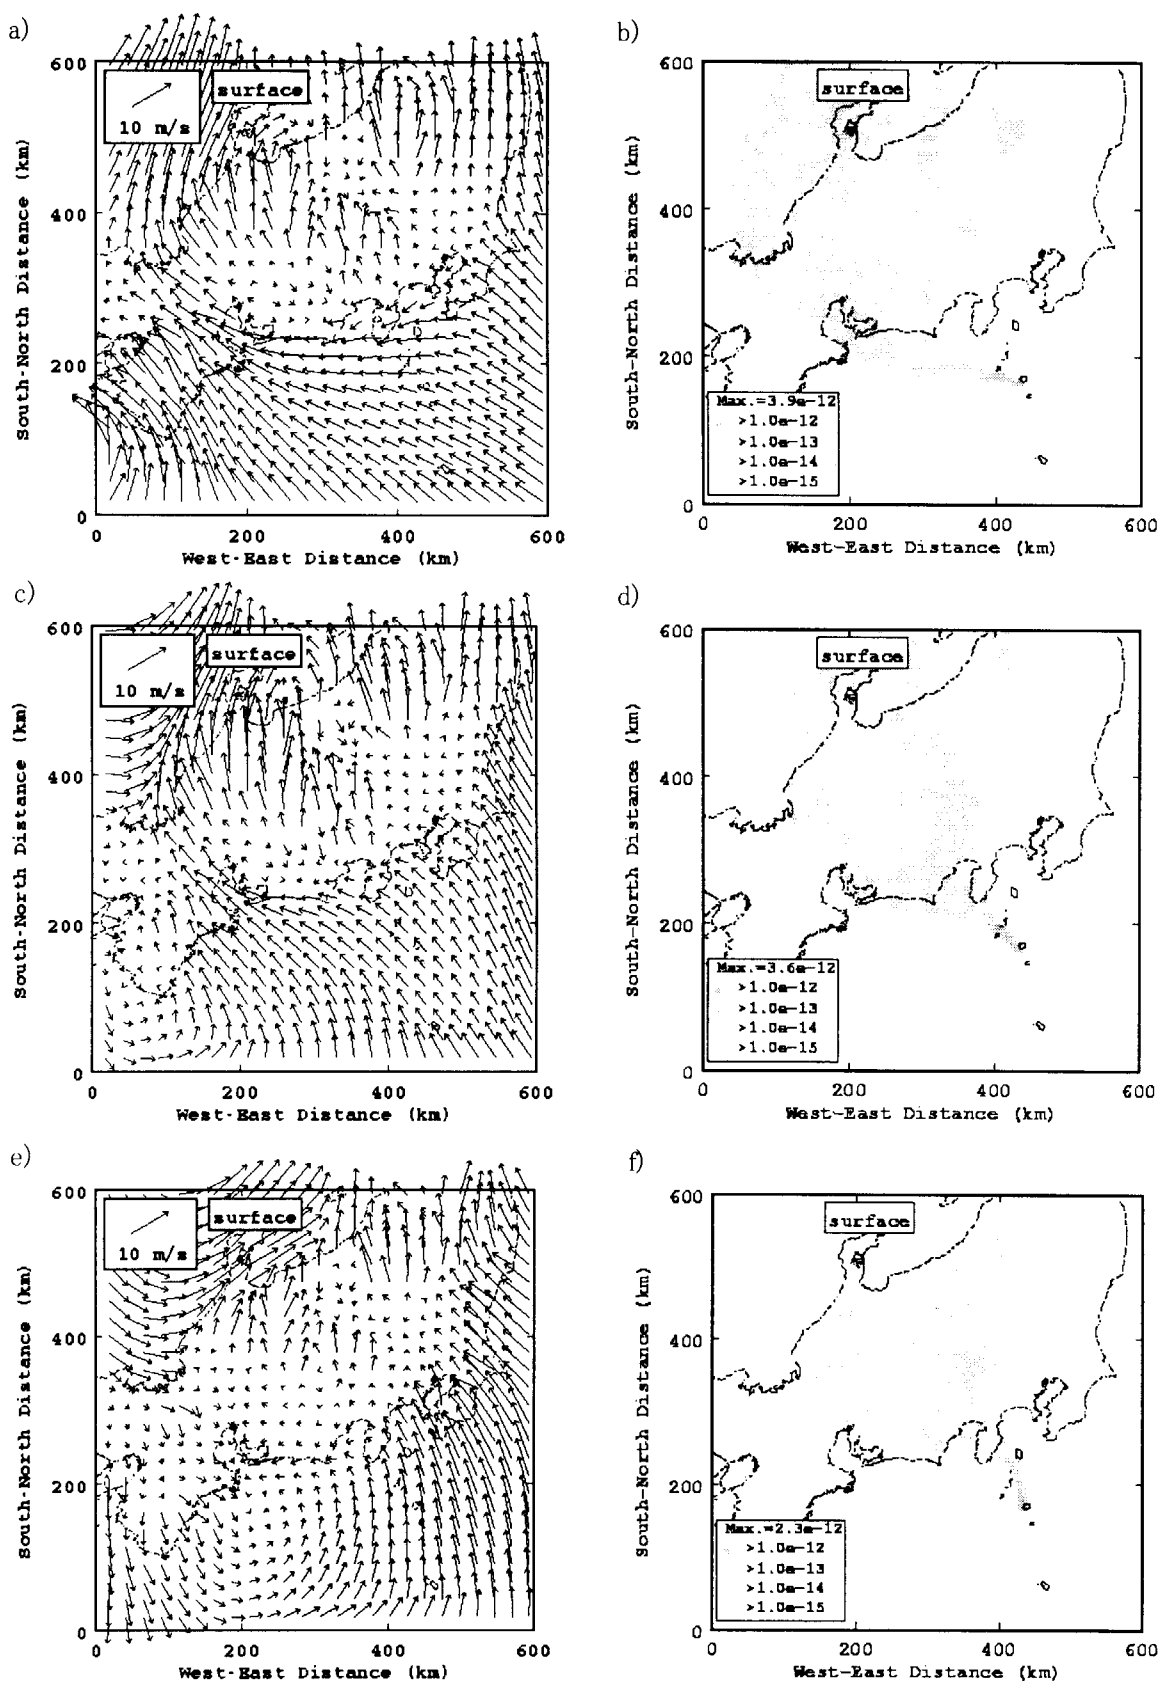 a)
600
400
200
0
South-North Distance (km)
10 m/s
surface
0 200 400 600
West-East Distance (km)
b)
600
400
200
0
South-North Distance (km)
surface
Max.=3.9e-12
>1.0e-12
>1.0e-13
>1.0e-14
>1.0e-15
0 200 400 600
West-East Distance (km)
c)
600
400
200
0
South-North Distance (km)
10 m/s
surface
0 200 400 600
West-East Distance (km)
d)
600
400
200
0
South-North Distance (km)
surface
Max.=3.6e-12
>1.0e-12
>1.0e-13
>1.0e-14
>1.0e-15
0 200 400 600
West-East Distance (km)
e)
600
400
200
0
South-North Distance (km)
10 m/s
surface
0 200 400 600
West-East Distance (km)
f)
600
400
200
0
South-North Distance (km)
surface
Max.=2.3e-12
>1.0e-12
>1.0e-13
>1.0e-14
>1.0e-15
0 200 400 600
West-East Distance (km)